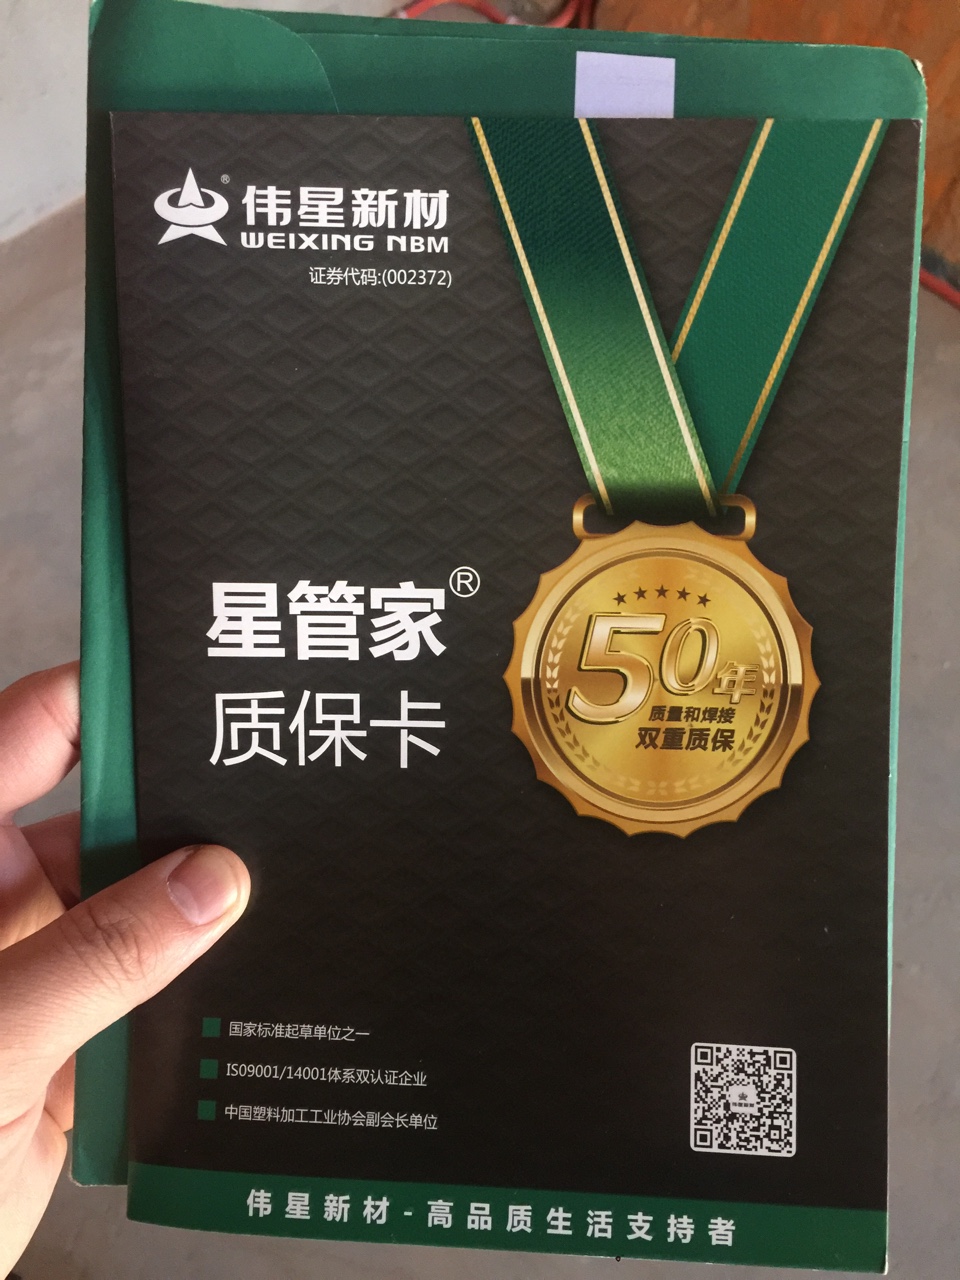 伟星新材®
WEIXING NBM
证券代码:(002372)
星管家®
质保卡
50年
质量和焊接
双重质保
国家标准起草单位之一
ISO9001/14001体系双认证企业
中国塑料加工工业协会副会长单位
伟星新材
伟星新材-高品质生活支持者